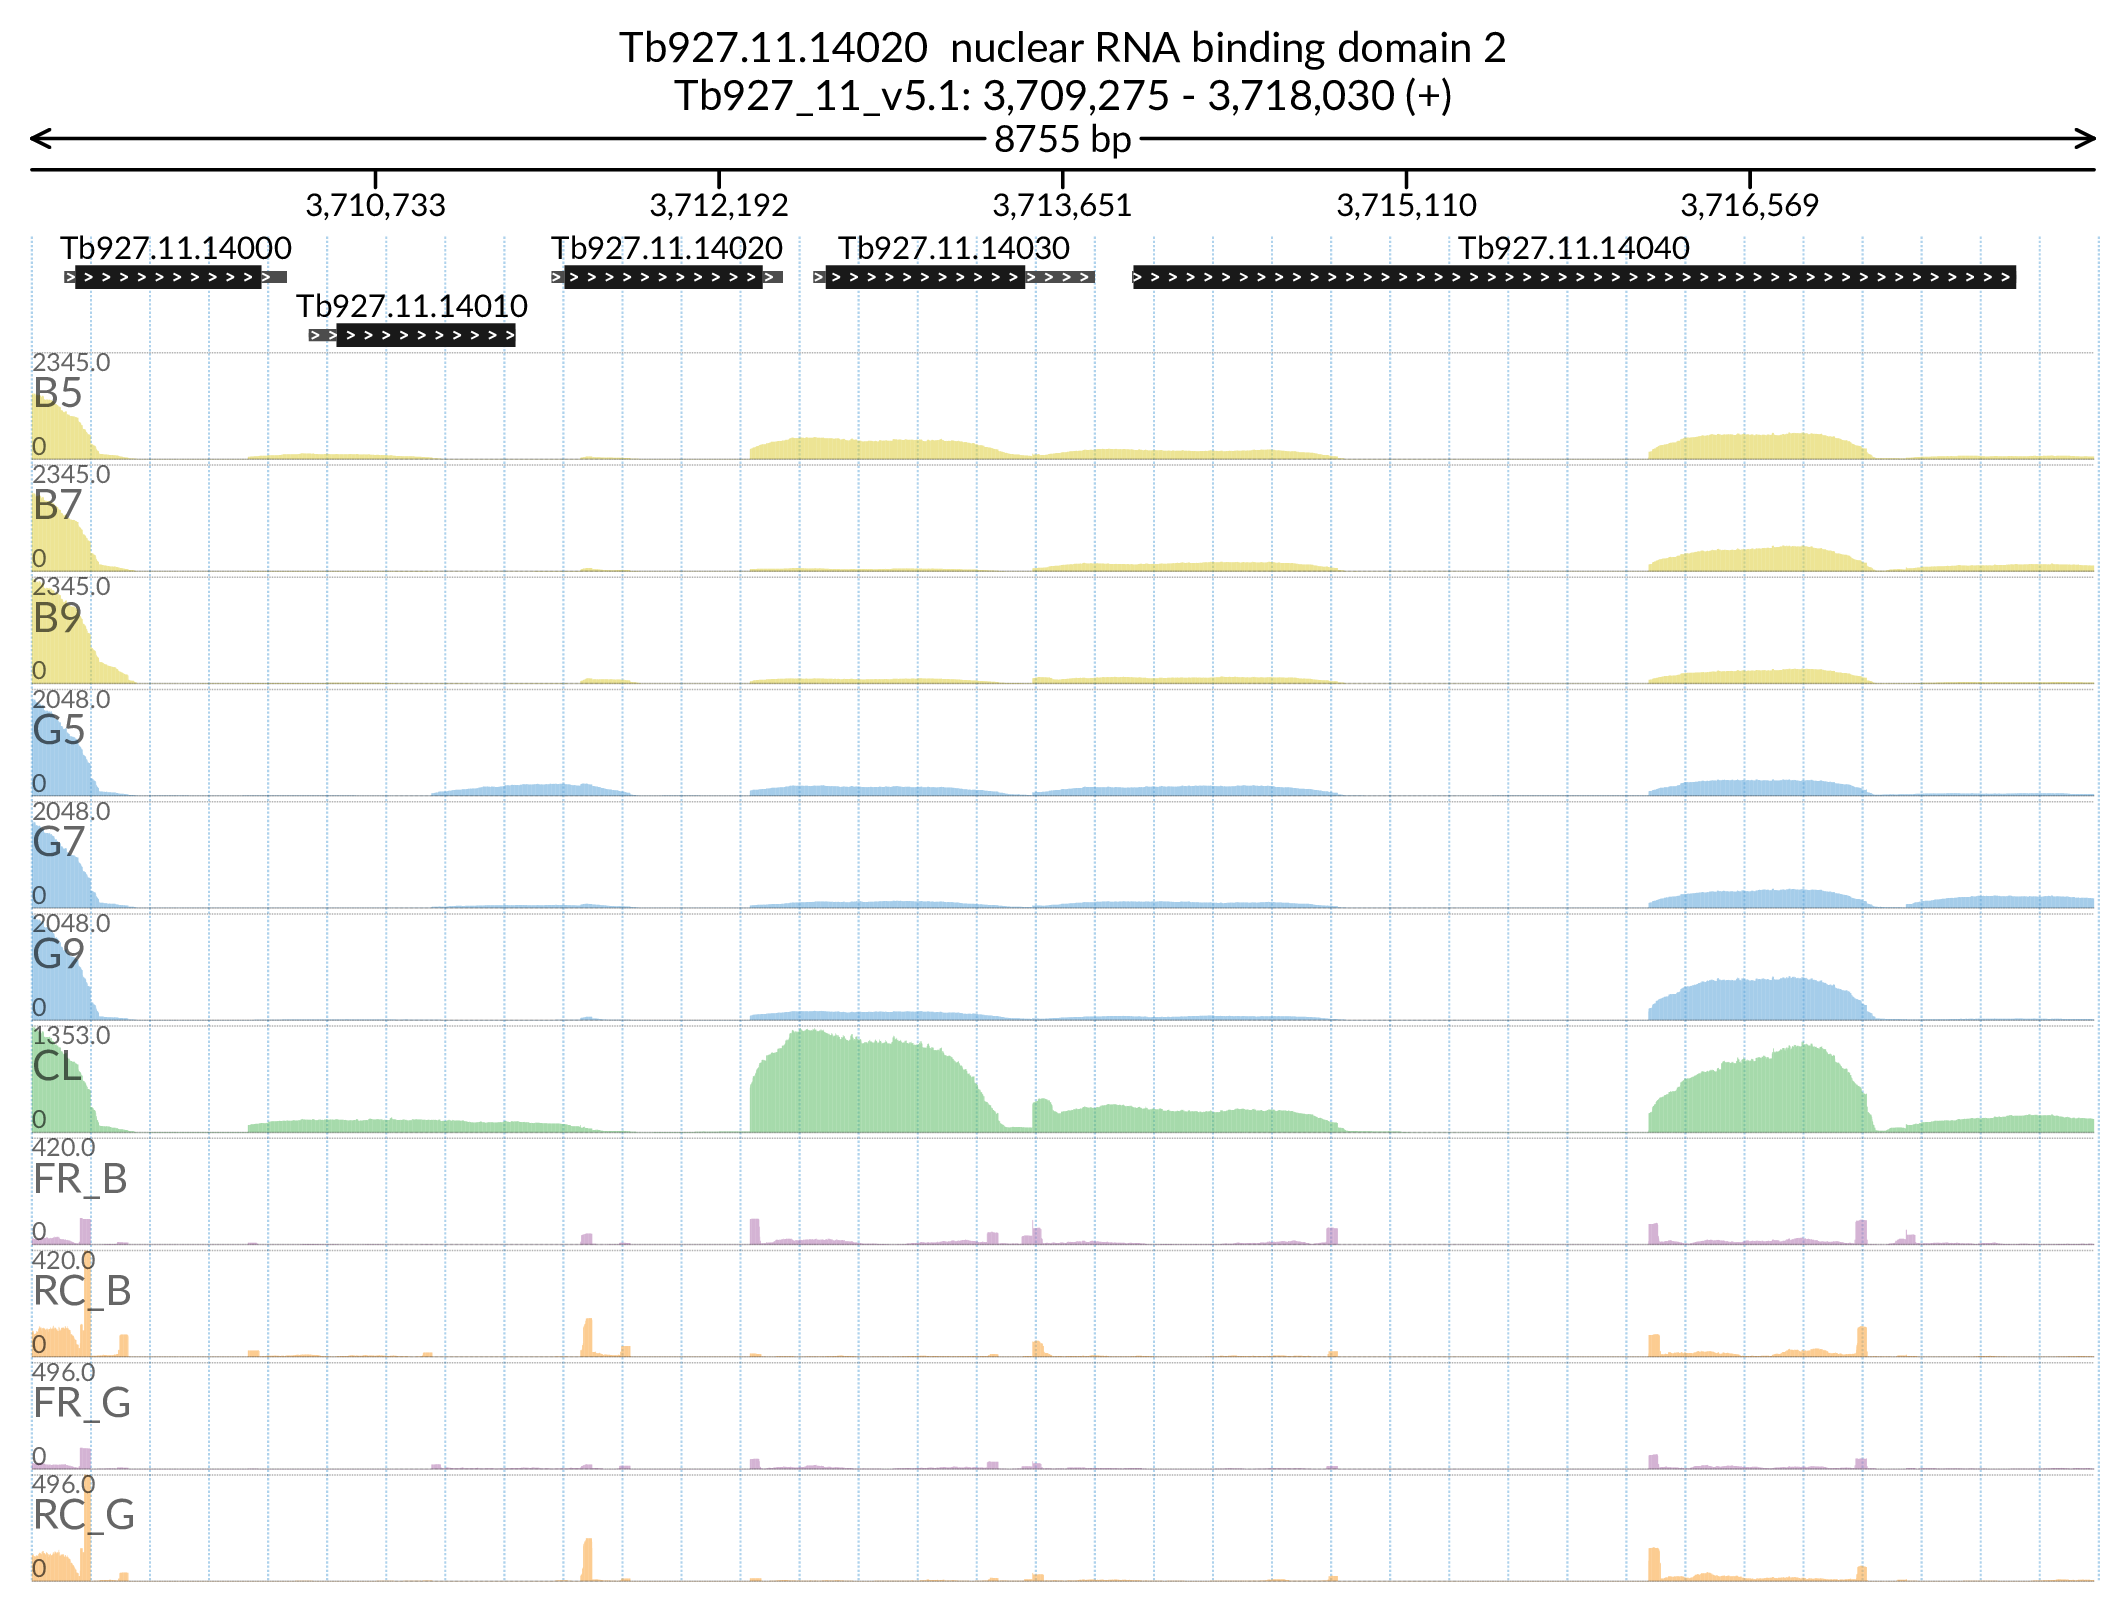 Tb927.11.14020  nuclear RNA binding domain 2
Tb927_11_v5.1: 3,709,275 - 3,718,030 (+)
8755 bp
3,710,733 3,712,192 3,713,651 3,715,110 3,716,569
Tb927.11.14000 Tb927.11.14020 Tb927.11.14030 Tb927.11.14040
Tb927.11.14010
2345.0
B5
0
2345.0
B7
0
2345.0
B9
0
2048.0
G5
0
2048.0
G7
0
2048.0
G9
0
1353.0
CL
0
420.0
FR_B
0
420.0
RC_B
0
496.0
FR_G
0
496.0
RC_G
0